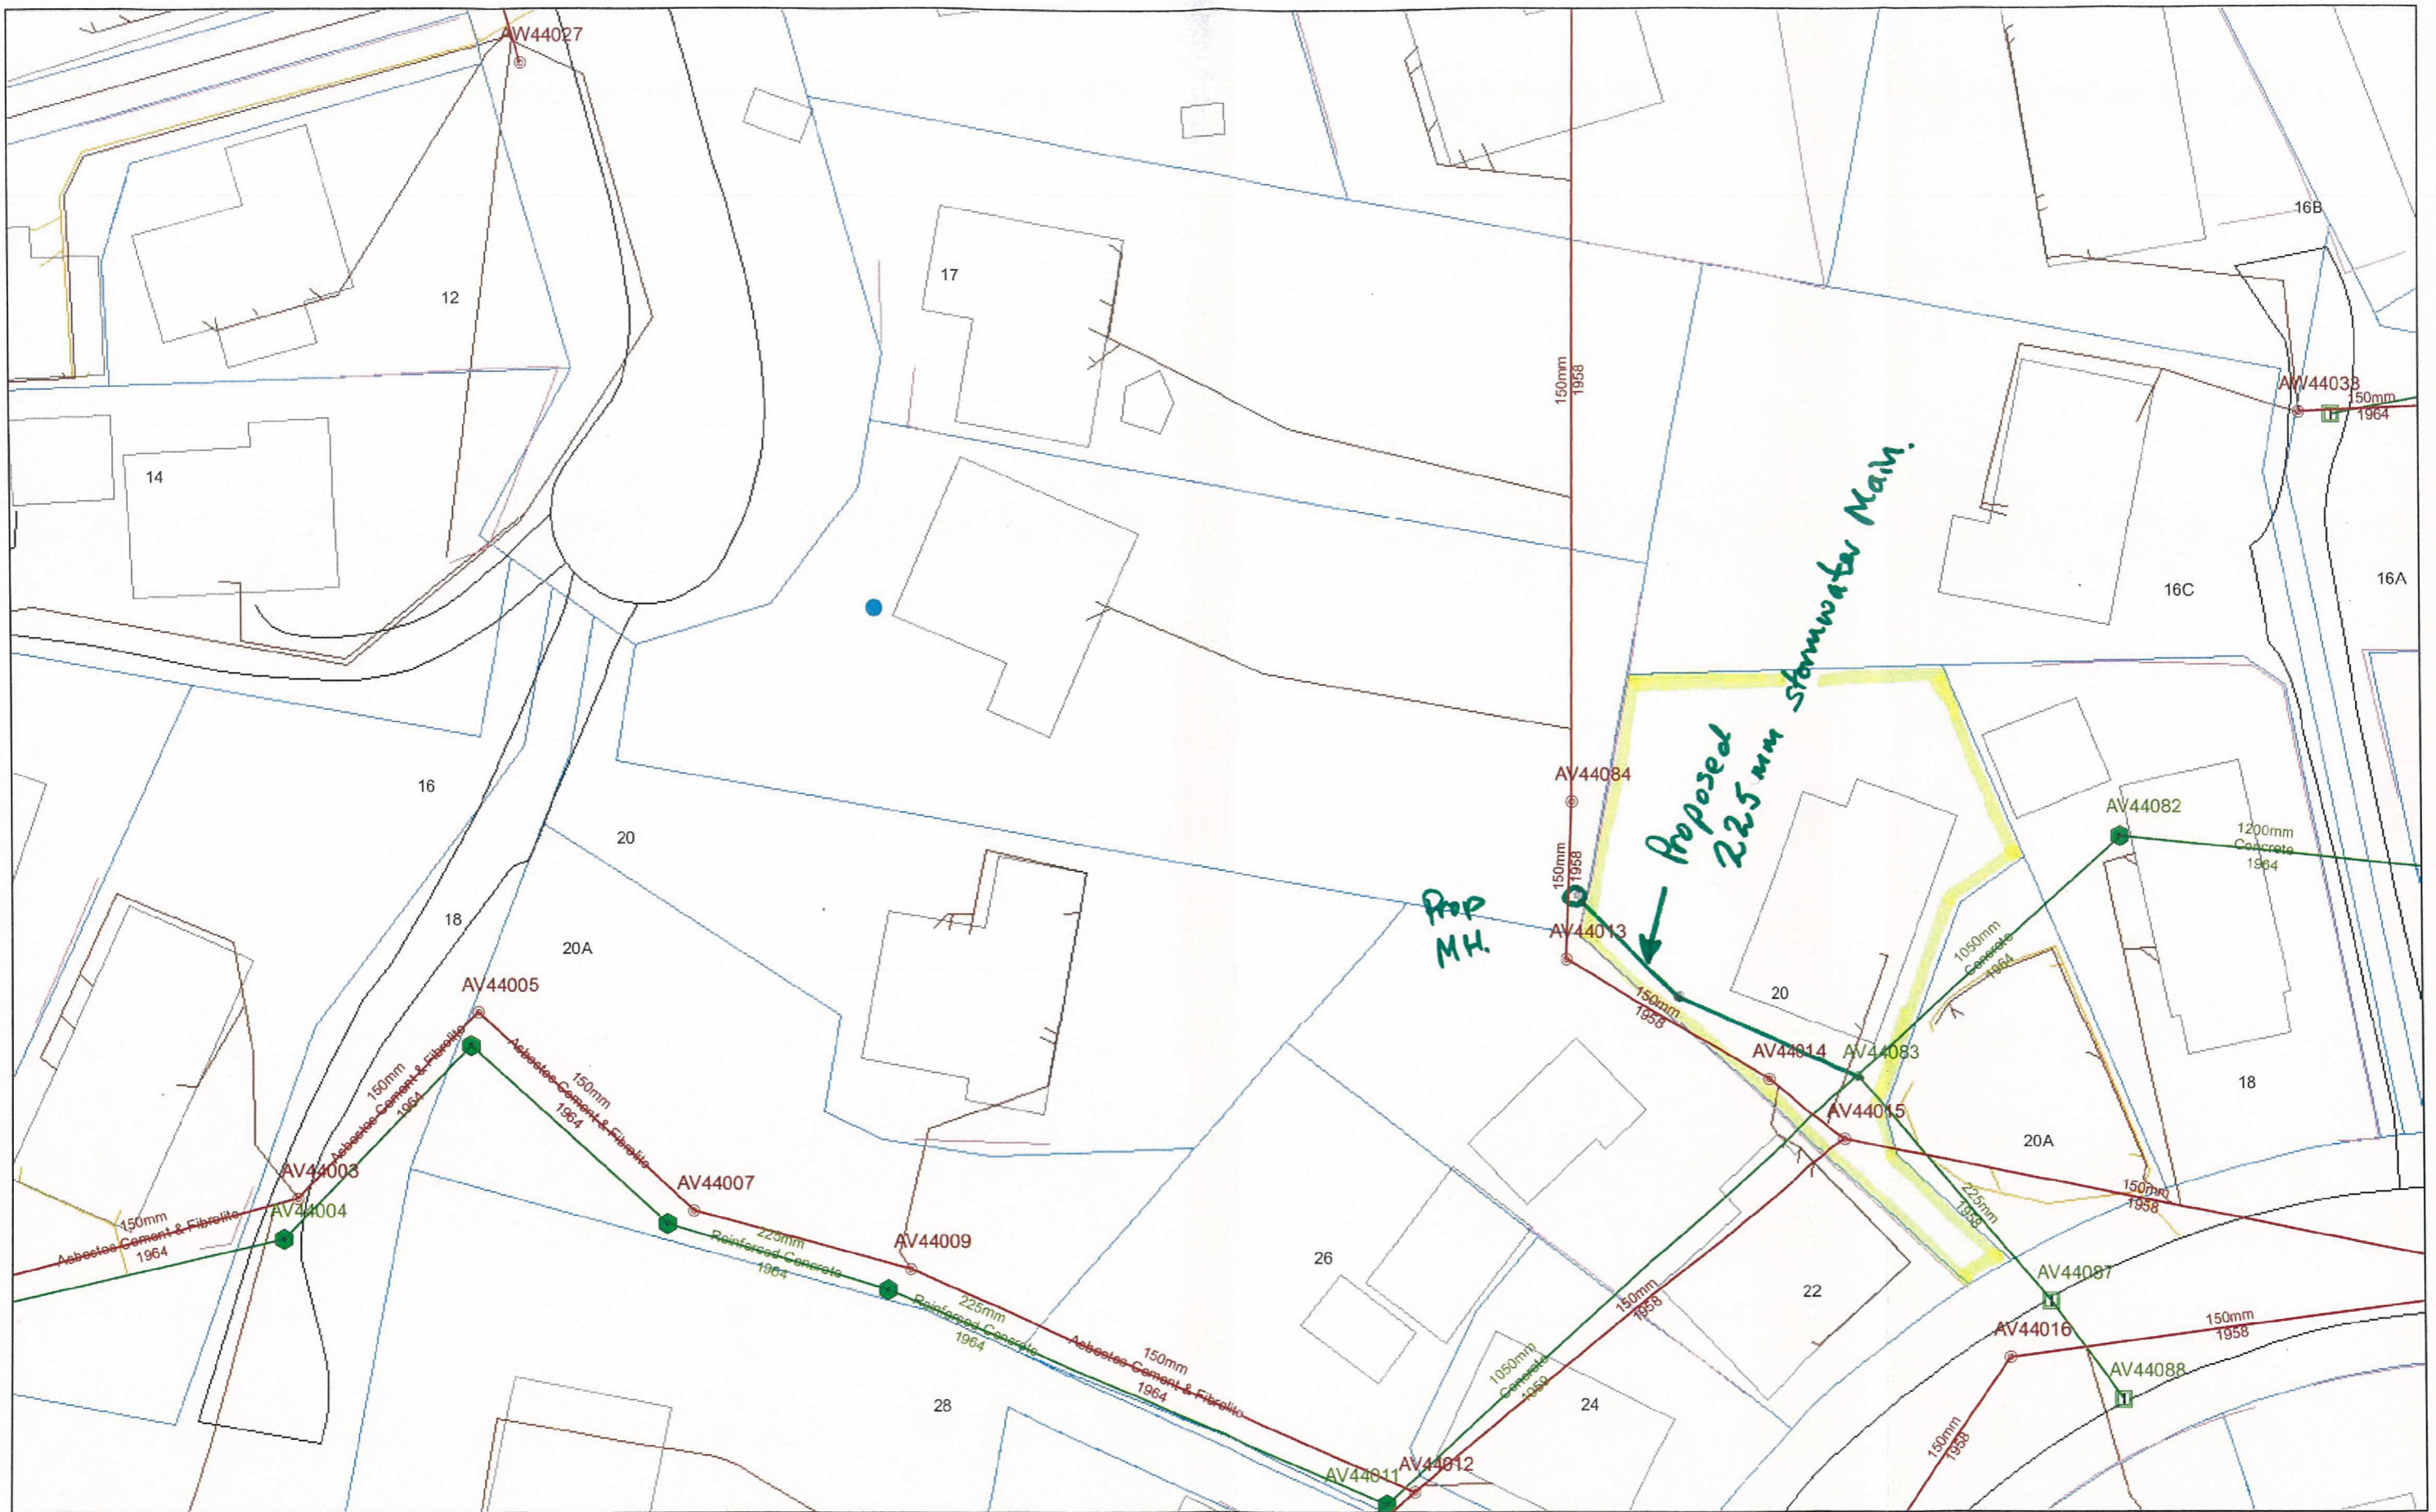 AW44027
16B
17
12
AW44033
150mm
1964
150mm
1958
14
16C
16A
Proposed
225mm stormwater Main.
AV44084
16
AV44082
20
1200mm
Concrete
1964
150mm
1958
Prop
MH.
AV44013
18
20A
1050mm
Concrete
1964
AV44005
20
150mm
1958
AV44014
AV44083
18
150mm
Asbestos Cement & Fibrolite
1964
150mm
Asbestos Cement & Fibrolite
1964
AV44015
20A
AV44003
AV44007
AV44004
150mm
1958
225mm
1958
150mm
Asbestos Cement & Fibrolite
1964
AV44009
225mm
Reinforced Concrete
1964
26
AV44087
22
150mm
1958
225mm
Reinforced Concrete
1964
AV44016
150mm
1958
150mm
Asbestos Cement & Fibrolite
1964
1050mm
Concrete
1959
AV44088
28
24
150mm
1958
AV44011
AV44012